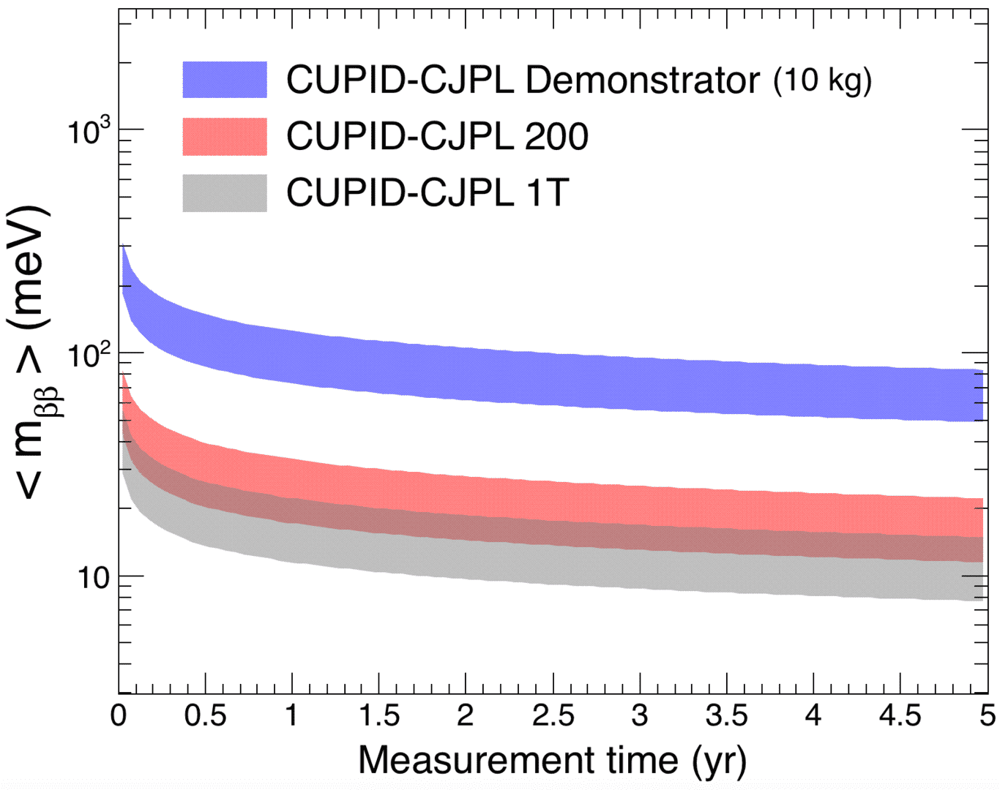 CUPID-CJPL Demonstrator (10 kg)
CUPID-CJPL 200
CUPID-CJPL 1T
10³
10²
10
< mββ > (meV)
0 0.5 1 1.5 2 2.5 3 3.5 4 4.5 5
Measurement time (yr)